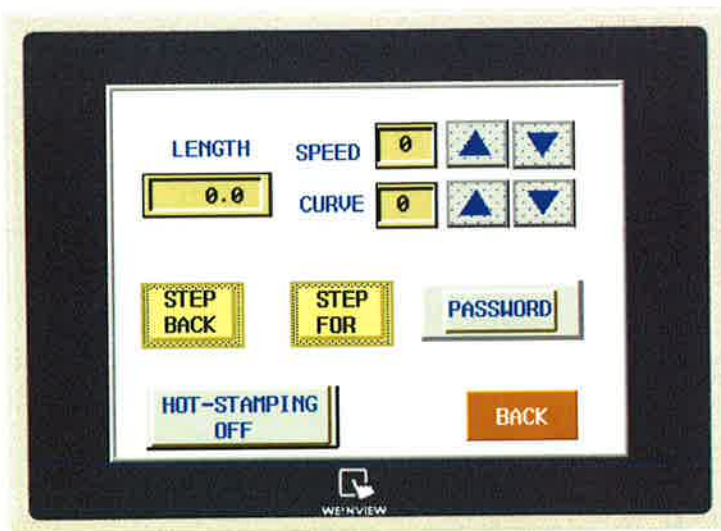 LENGTH
SPEED
0
0.0
CURVE
0
STEP
BACK
STEP
FOR
PASSWORD
HOT-STAMPING
OFF
BACK
WEINVIEW